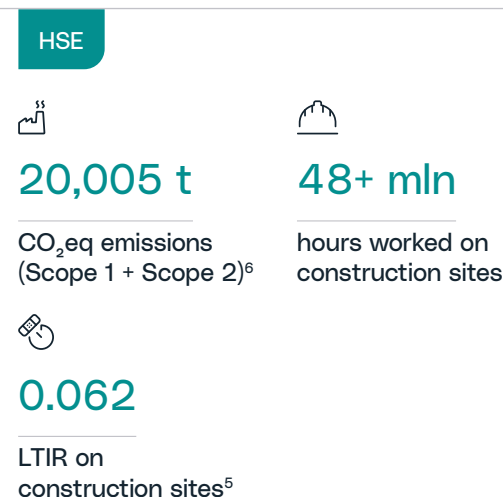 HSE
20,005 t
CO₂eq emissions
(Scope 1 + Scope 2)⁶
48+ mln
hours worked on
construction sites
0.062
LTIR on
construction sites⁵